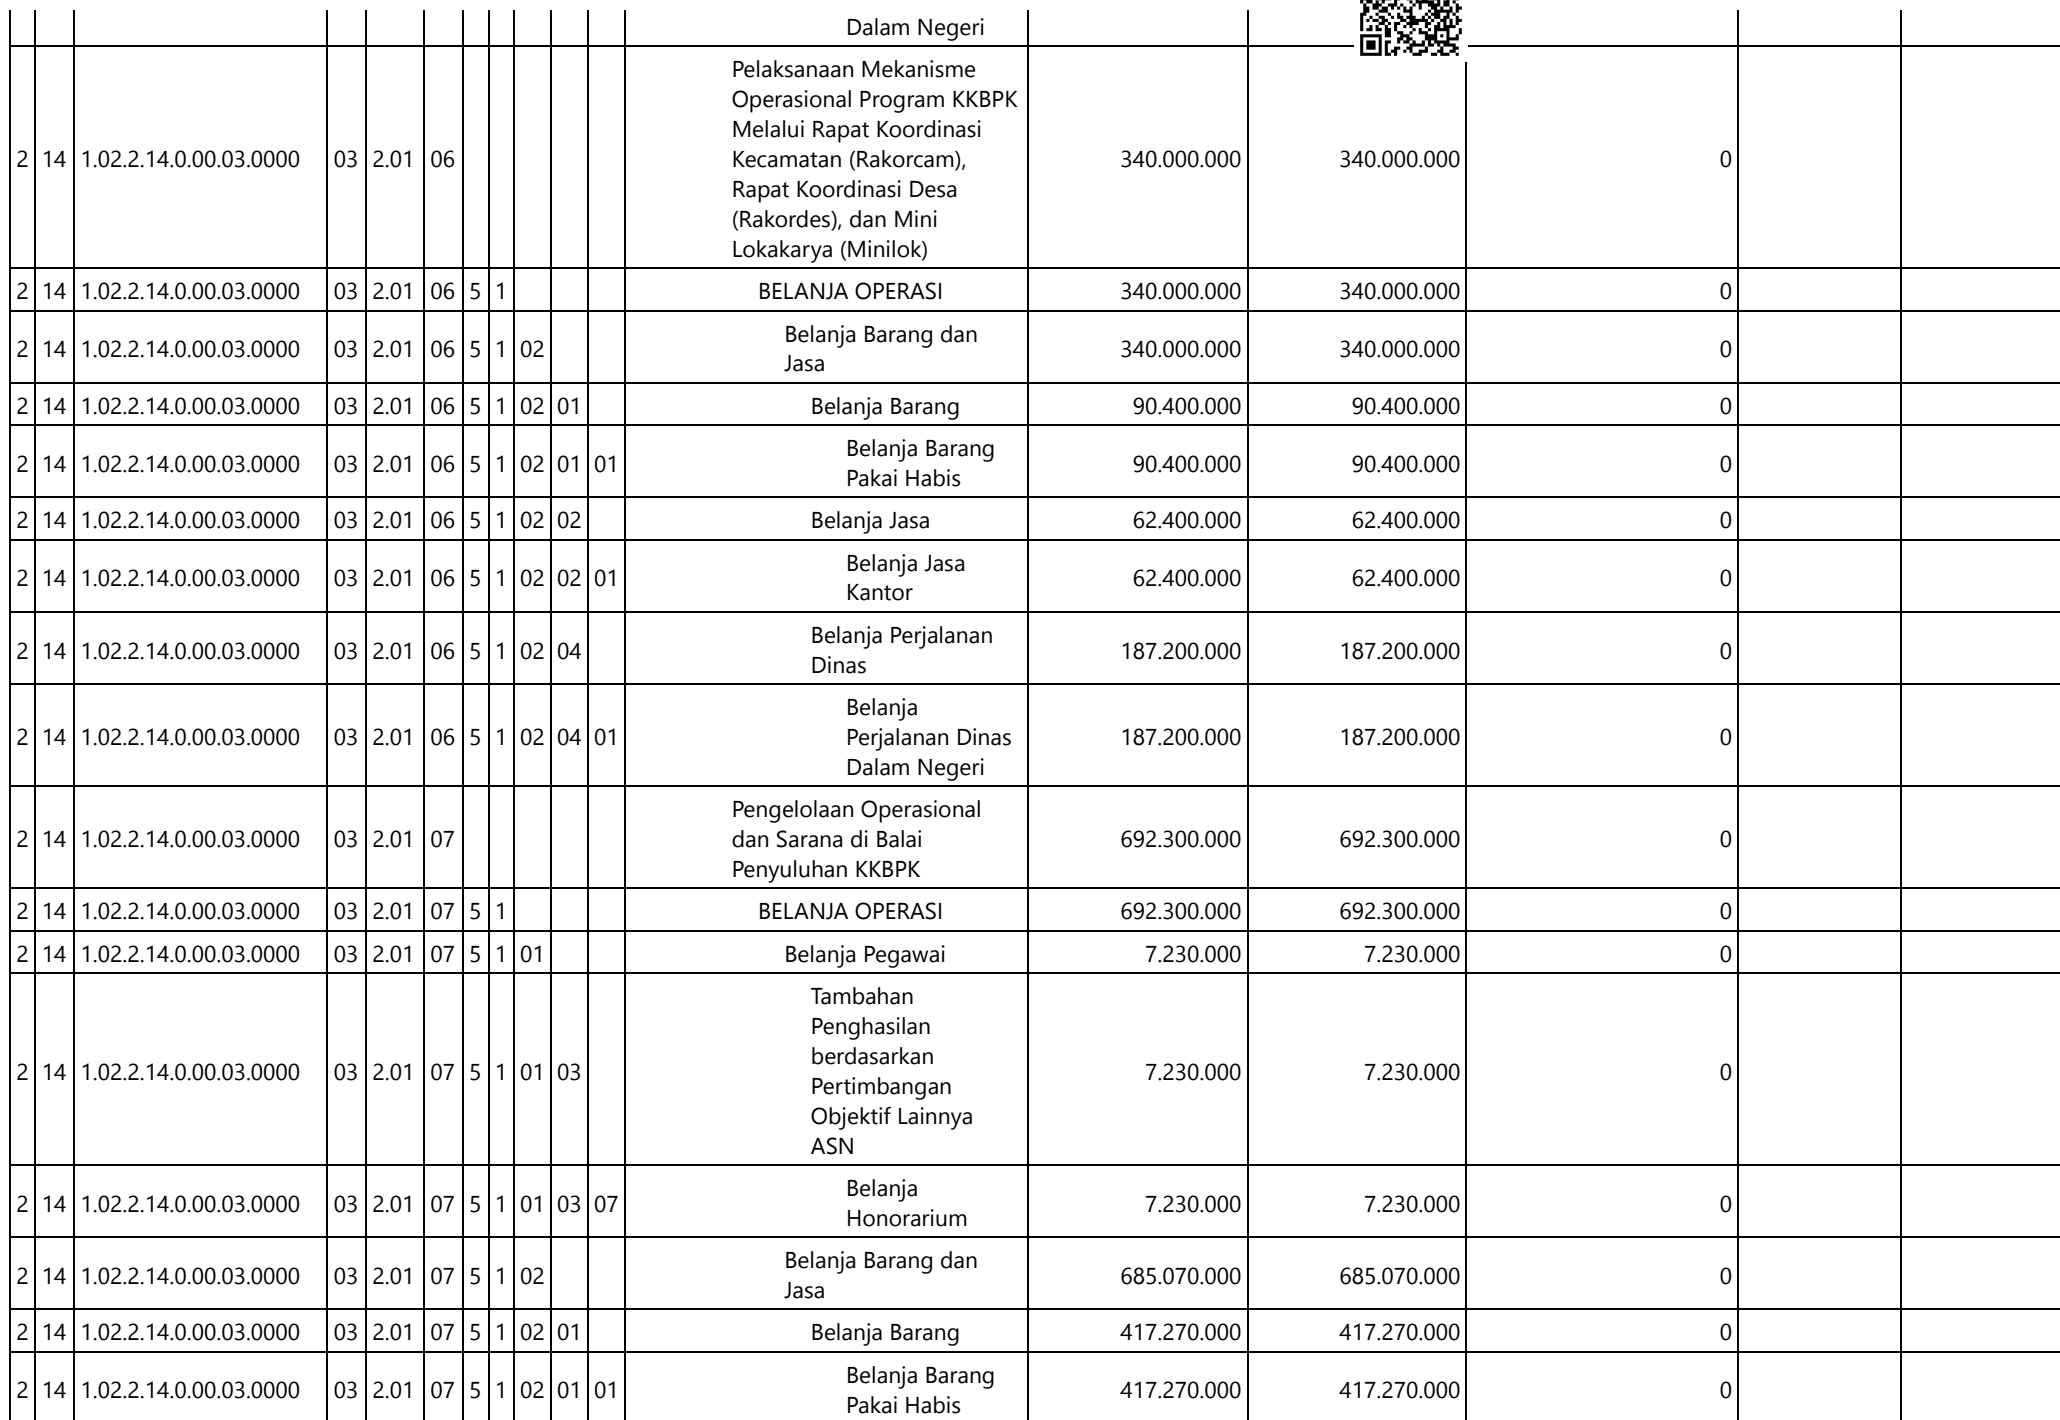 Dalam Negeri
2 14 1.02.2.14.0.00.03.0000 03 2.01 06 Pelaksanaan Mekanisme
Operasional Program KKBPK
Melalui Rapat Koordinasi
Kecamatan (Rakorcam),
Rapat Koordinasi Desa
(Rakordes), dan Mini
Lokakarya (Minilok) 340.000.000 340.000.000 0
2 14 1.02.2.14.0.00.03.0000 03 2.01 06 5 1 BELANJA OPERASI 340.000.000 340.000.000 0
2 14 1.02.2.14.0.00.03.0000 03 2.01 06 5 1 02 Belanja Barang dan
Jasa 340.000.000 340.000.000 0
2 14 1.02.2.14.0.00.03.0000 03 2.01 06 5 1 02 01 Belanja Barang 90.400.000 90.400.000 0
2 14 1.02.2.14.0.00.03.0000 03 2.01 06 5 1 02 01 01 Belanja Barang
Pakai Habis 90.400.000 90.400.000 0
2 14 1.02.2.14.0.00.03.0000 03 2.01 06 5 1 02 02 Belanja Jasa 62.400.000 62.400.000 0
2 14 1.02.2.14.0.00.03.0000 03 2.01 06 5 1 02 02 01 Belanja Jasa
Kantor 62.400.000 62.400.000 0
2 14 1.02.2.14.0.00.03.0000 03 2.01 06 5 1 02 04 Belanja Perjalanan
Dinas 187.200.000 187.200.000 0
2 14 1.02.2.14.0.00.03.0000 03 2.01 06 5 1 02 04 01 Belanja
Perjalanan Dinas
Dalam Negeri 187.200.000 187.200.000 0
2 14 1.02.2.14.0.00.03.0000 03 2.01 07 Pengelolaan Operasional
dan Sarana di Balai
Penyuluhan KKBPK 692.300.000 692.300.000 0
2 14 1.02.2.14.0.00.03.0000 03 2.01 07 5 1 BELANJA OPERASI 692.300.000 692.300.000 0
2 14 1.02.2.14.0.00.03.0000 03 2.01 07 5 1 01 Belanja Pegawai 7.230.000 7.230.000 0
2 14 1.02.2.14.0.00.03.0000 03 2.01 07 5 1 01 03 Tambahan
Penghasilan
berdasarkan
Pertimbangan
Objektif Lainnya
ASN 7.230.000 7.230.000 0
2 14 1.02.2.14.0.00.03.0000 03 2.01 07 5 1 01 03 07 Belanja
Honorarium 7.230.000 7.230.000 0
2 14 1.02.2.14.0.00.03.0000 03 2.01 07 5 1 02 Belanja Barang dan
Jasa 685.070.000 685.070.000 0
2 14 1.02.2.14.0.00.03.0000 03 2.01 07 5 1 02 01 Belanja Barang 417.270.000 417.270.000 0
2 14 1.02.2.14.0.00.03.0000 03 2.01 07 5 1 02 01 01 Belanja Barang
Pakai Habis 417.270.000 417.270.000 0